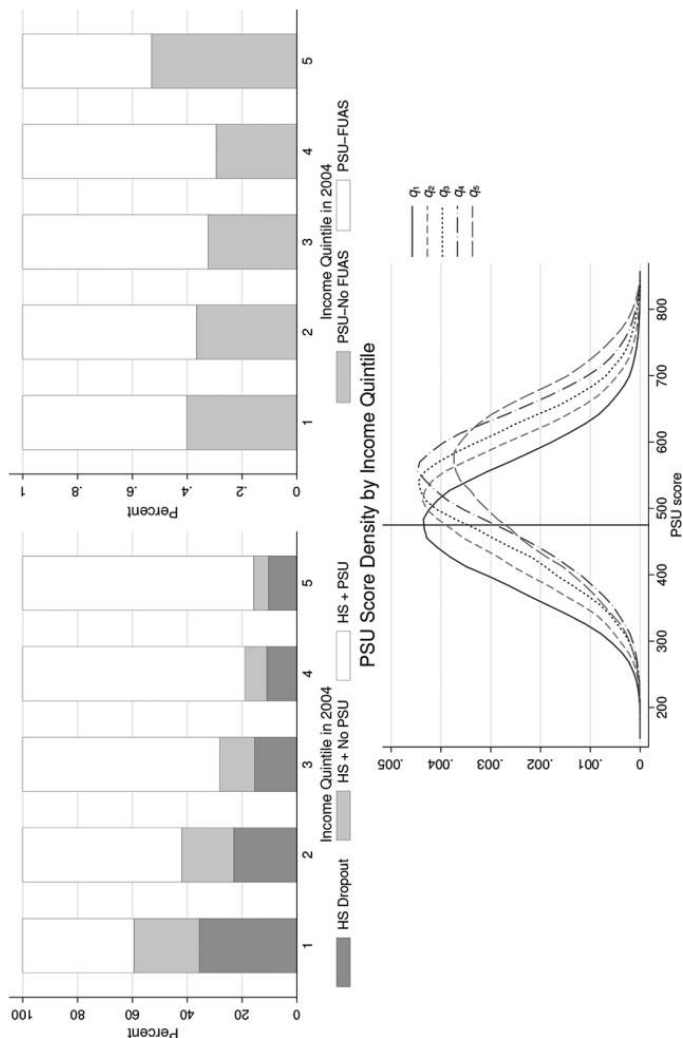 Percent
100
80
60
40
20
0
1 2 3 4 5
Income Quintile in 2004
HS Dropout HS + No PSU HS + PSU
Percent
1
.8
.6
.4
.2
0
1 2 3 4 5
Income Quintile in 2004
PSU–No FUAS PSU–FUAS
PSU Score Density by Income Quintile
.005
.004
.003
.002
.001
0
200 300 400 500 600 700 800
PSU score
q₁
q₂
q₃
q₄
q₅